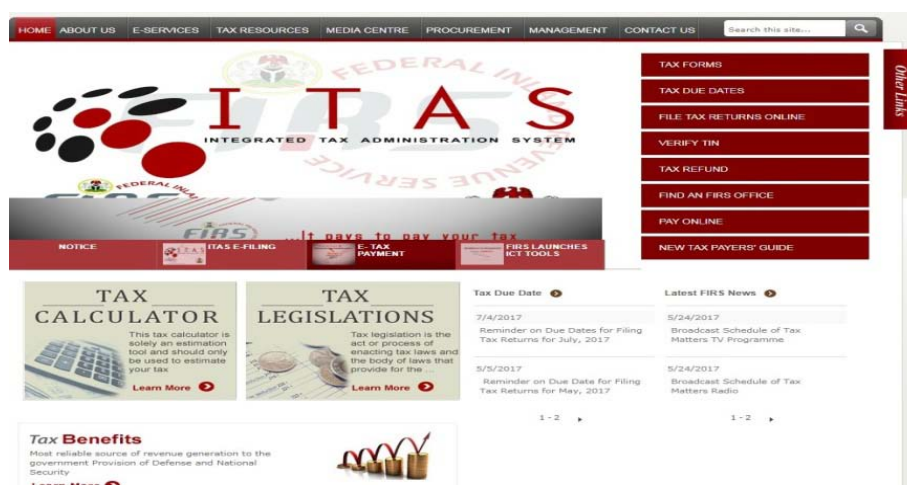 HOME ABOUT US E-SERVICES TAX RESOURCES MEDIA CENTRE PROCUREMENT MANAGEMENT CONTACT US Search this site...
Other Links
FEDERAL INLAND REVENUE SERVICE
FIRS
ITAS
INTEGRATED TAX ADMINISTRATION SYSTEM
FEDERAL
FIRS
FIRS ...It pays to pay your tax
NOTICE
ITAS E-FILING
E-TAX
PAYMENT
FIRS LAUNCHES
ICT TOOLS
TAX FORMS
TAX DUE DATES
FILE TAX RETURNS ONLINE
VERIFY TIN
TAX REFUND
FIND AN FIRS OFFICE
PAY ONLINE
NEW TAX PAYERS' GUIDE
TAX
CALCULATOR
This tax calculator is
solely an estimation
tool and should only
be used to estimate
your tax
Learn More
TAX
LEGISLATIONS
Tax legislation is the
act or process of
enacting tax laws and
the body of laws that
provide for the ...
Learn More
Tax Due Date
7/4/2017
Reminder on Due Dates for Filing
Tax Returns for July, 2017
5/5/2017
Reminder on Due Date for Filing
Tax Returns for May, 2017
1 - 2
Latest FIRS News
5/24/2017
Broadcast Schedule of Tax
Matters TV Programme
5/24/2017
Broadcast Schedule of Tax
Matters Radio
1 - 2
Tax Benefits
Most reliable source of revenue generation to the
government Provision of Defense and National
Security
Learn More